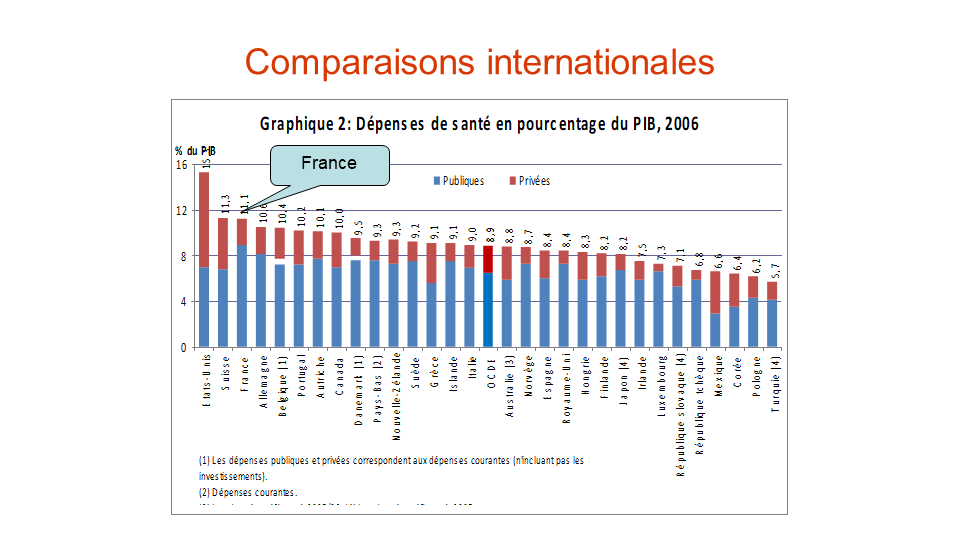 Comparaisons internationales
Graphique 2: Dépenses de santé en pourcentage du PIB, 2006
% du PIB
France
Publiques
Privées
16
12
8
4
0
11,3
11,1
10,6
10,4
10,2
10,1
10,0
9,5
9,3
9,3
9,2
9,1
9,1
9,0
8,9
8,8
8,7
8,4
8,4
8,3
8,2
8,2
7,5
7,3
7,1
6,8
6,6
6,4
6,2
5,7
Etats-Unis
Suisse
France
Allemagne
Belgique (1)
Portugal
Autriche
Canada
Danemark (1)
Pays-Bas (2)
Nouvelle-Zélande
Suède
Grèce
Islande
Italie
OCDE
Australie (3)
Norvège
Espagne
Royaume-Uni
Hongrie
Finlande
Japon (4)
Irlande
Luxembourg
République slovaque (4)
République tchèque
Mexique
Corée
Pologne
Turquie (4)
(1) Les dépenses publiques et privées correspondent aux dépenses courantes (n'incluant pas les
investissements).
(2) Dépenses courantes.